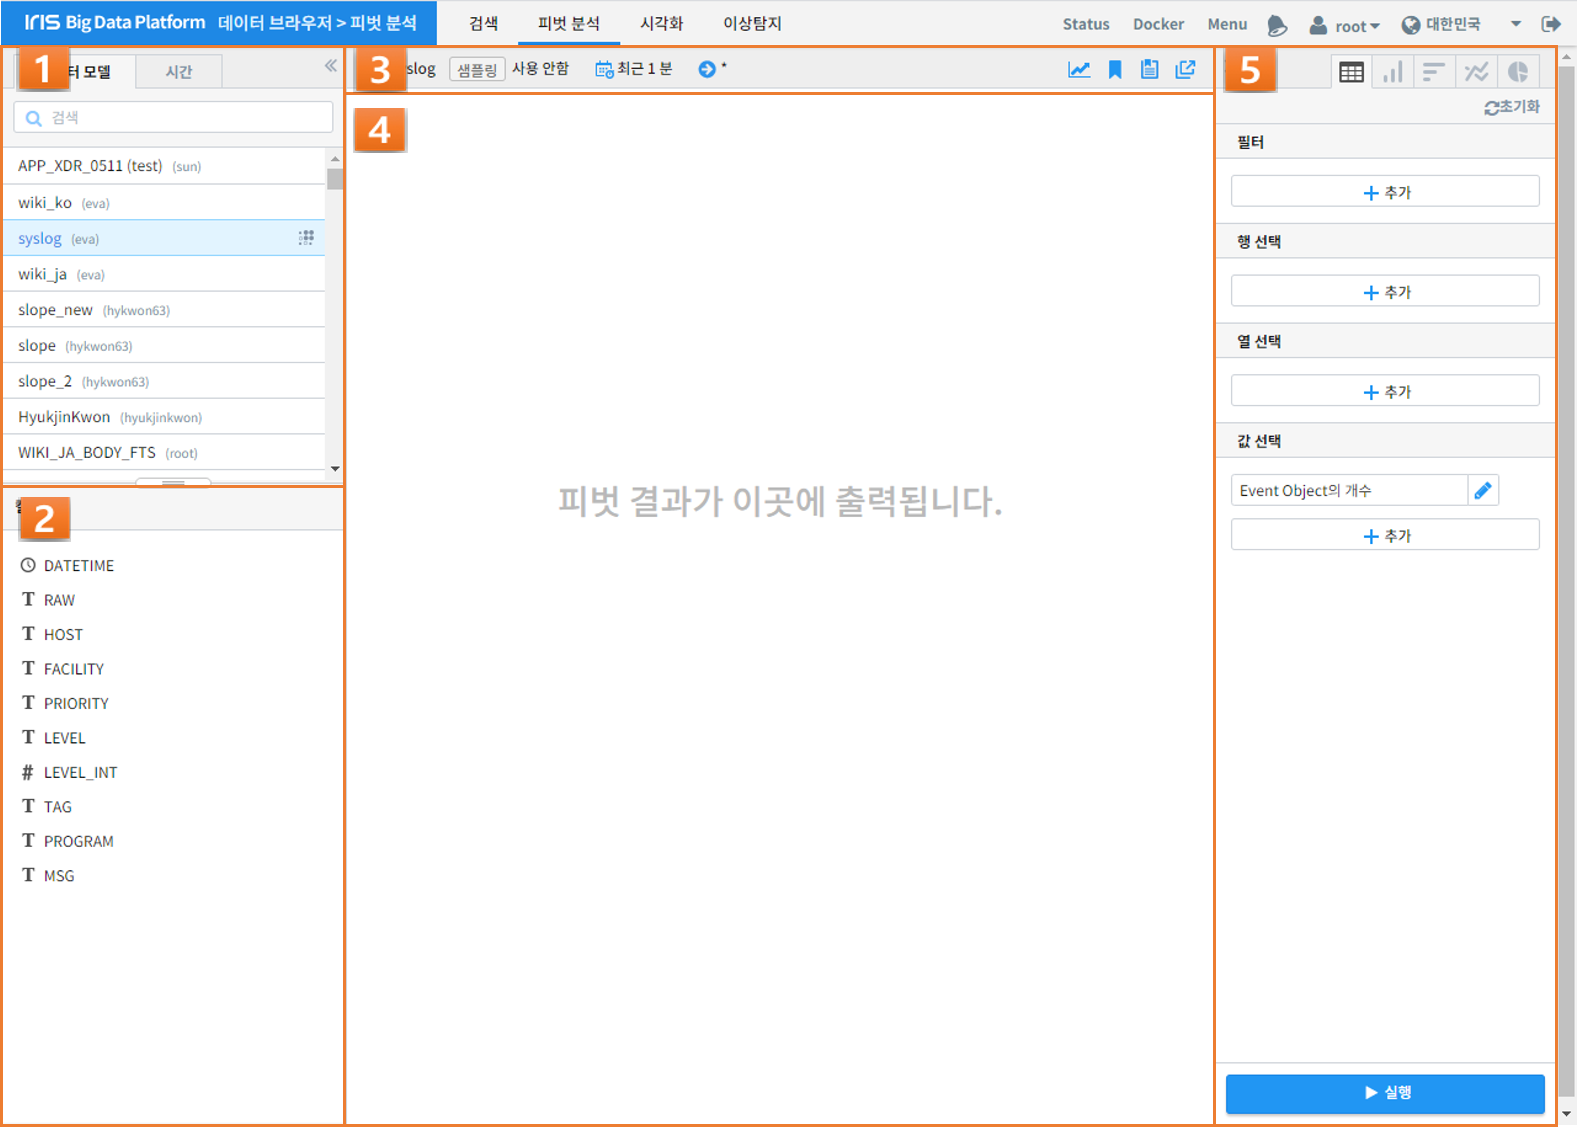 IRIS Big Data Platform 데이터 브라우저 > 피벗 분석
검색 피벗 분석 시각화 이상탐지
Status Docker Menu root 대한민국
1
터 모델 시간
검색
APP_XDR_0511 (test) (sun)
wiki_ko (eva)
syslog (eva)
wiki_ja (eva)
slope_new (hykwon63)
slope (hykwon63)
slope_2 (hykwon63)
HyukjinKwon (hyukjinkwon)
WIKI_JA_BODY_FTS (root)
2
DATETIME
T RAW
T HOST
T FACILITY
T PRIORITY
T LEVEL
# LEVEL_INT
T TAG
T PROGRAM
T MSG
3
slog 샘플링 사용 안함 최근 1 분 *
4
피벗 결과가 이곳에 출력됩니다.
5
초기화
필터
+ 추가
행 선택
+ 추가
열 선택
+ 추가
값 선택
Event Object의 개수
+ 추가
실행